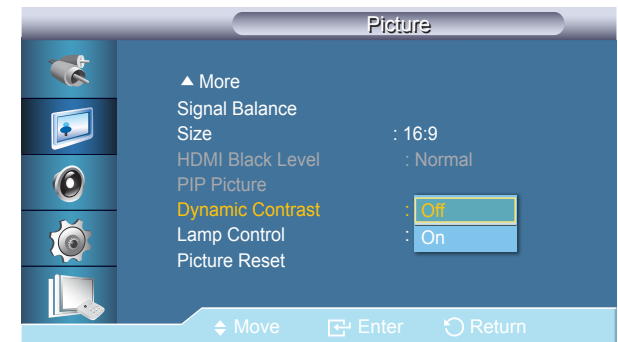 Picture
▲ More
Signal Balance
Size : 16:9
HDMI Black Level : Normal
PIP Picture
Dynamic Contrast : Off
Lamp Control : On
Picture Reset
Move Enter Return